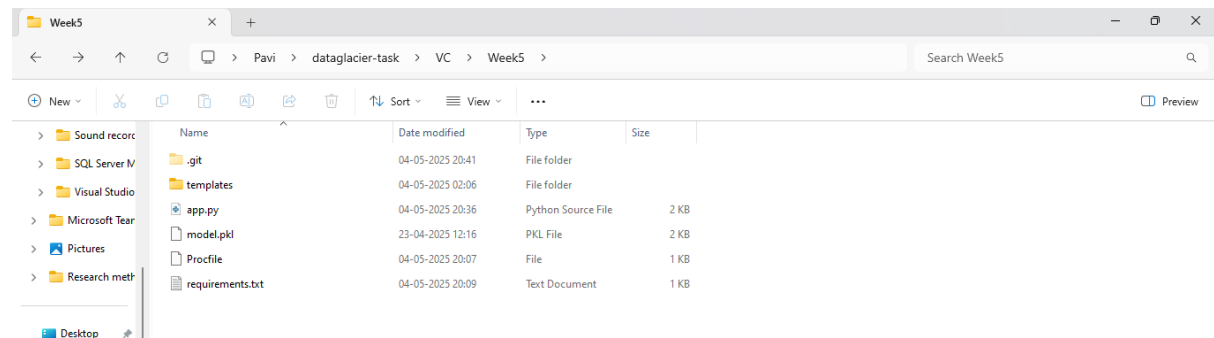 Week5
Pavi > dataglacier-task > VC > Week5 >
Search Week5
New
Sort
View
Preview
Name Date modified Type Size
Sound record
SQL Server M
Visual Studio
Microsoft Tear
Pictures
Research meth
Desktop
.git 04-05-2025 20:41 File folder
templates 04-05-2025 02:06 File folder
app.py 04-05-2025 20:36 Python Source File 2 KB
model.pkl 23-04-2025 12:16 PKL File 2 KB
Procfile 04-05-2025 20:07 File 1 KB
requirements.txt 04-05-2025 20:09 Text Document 1 KB